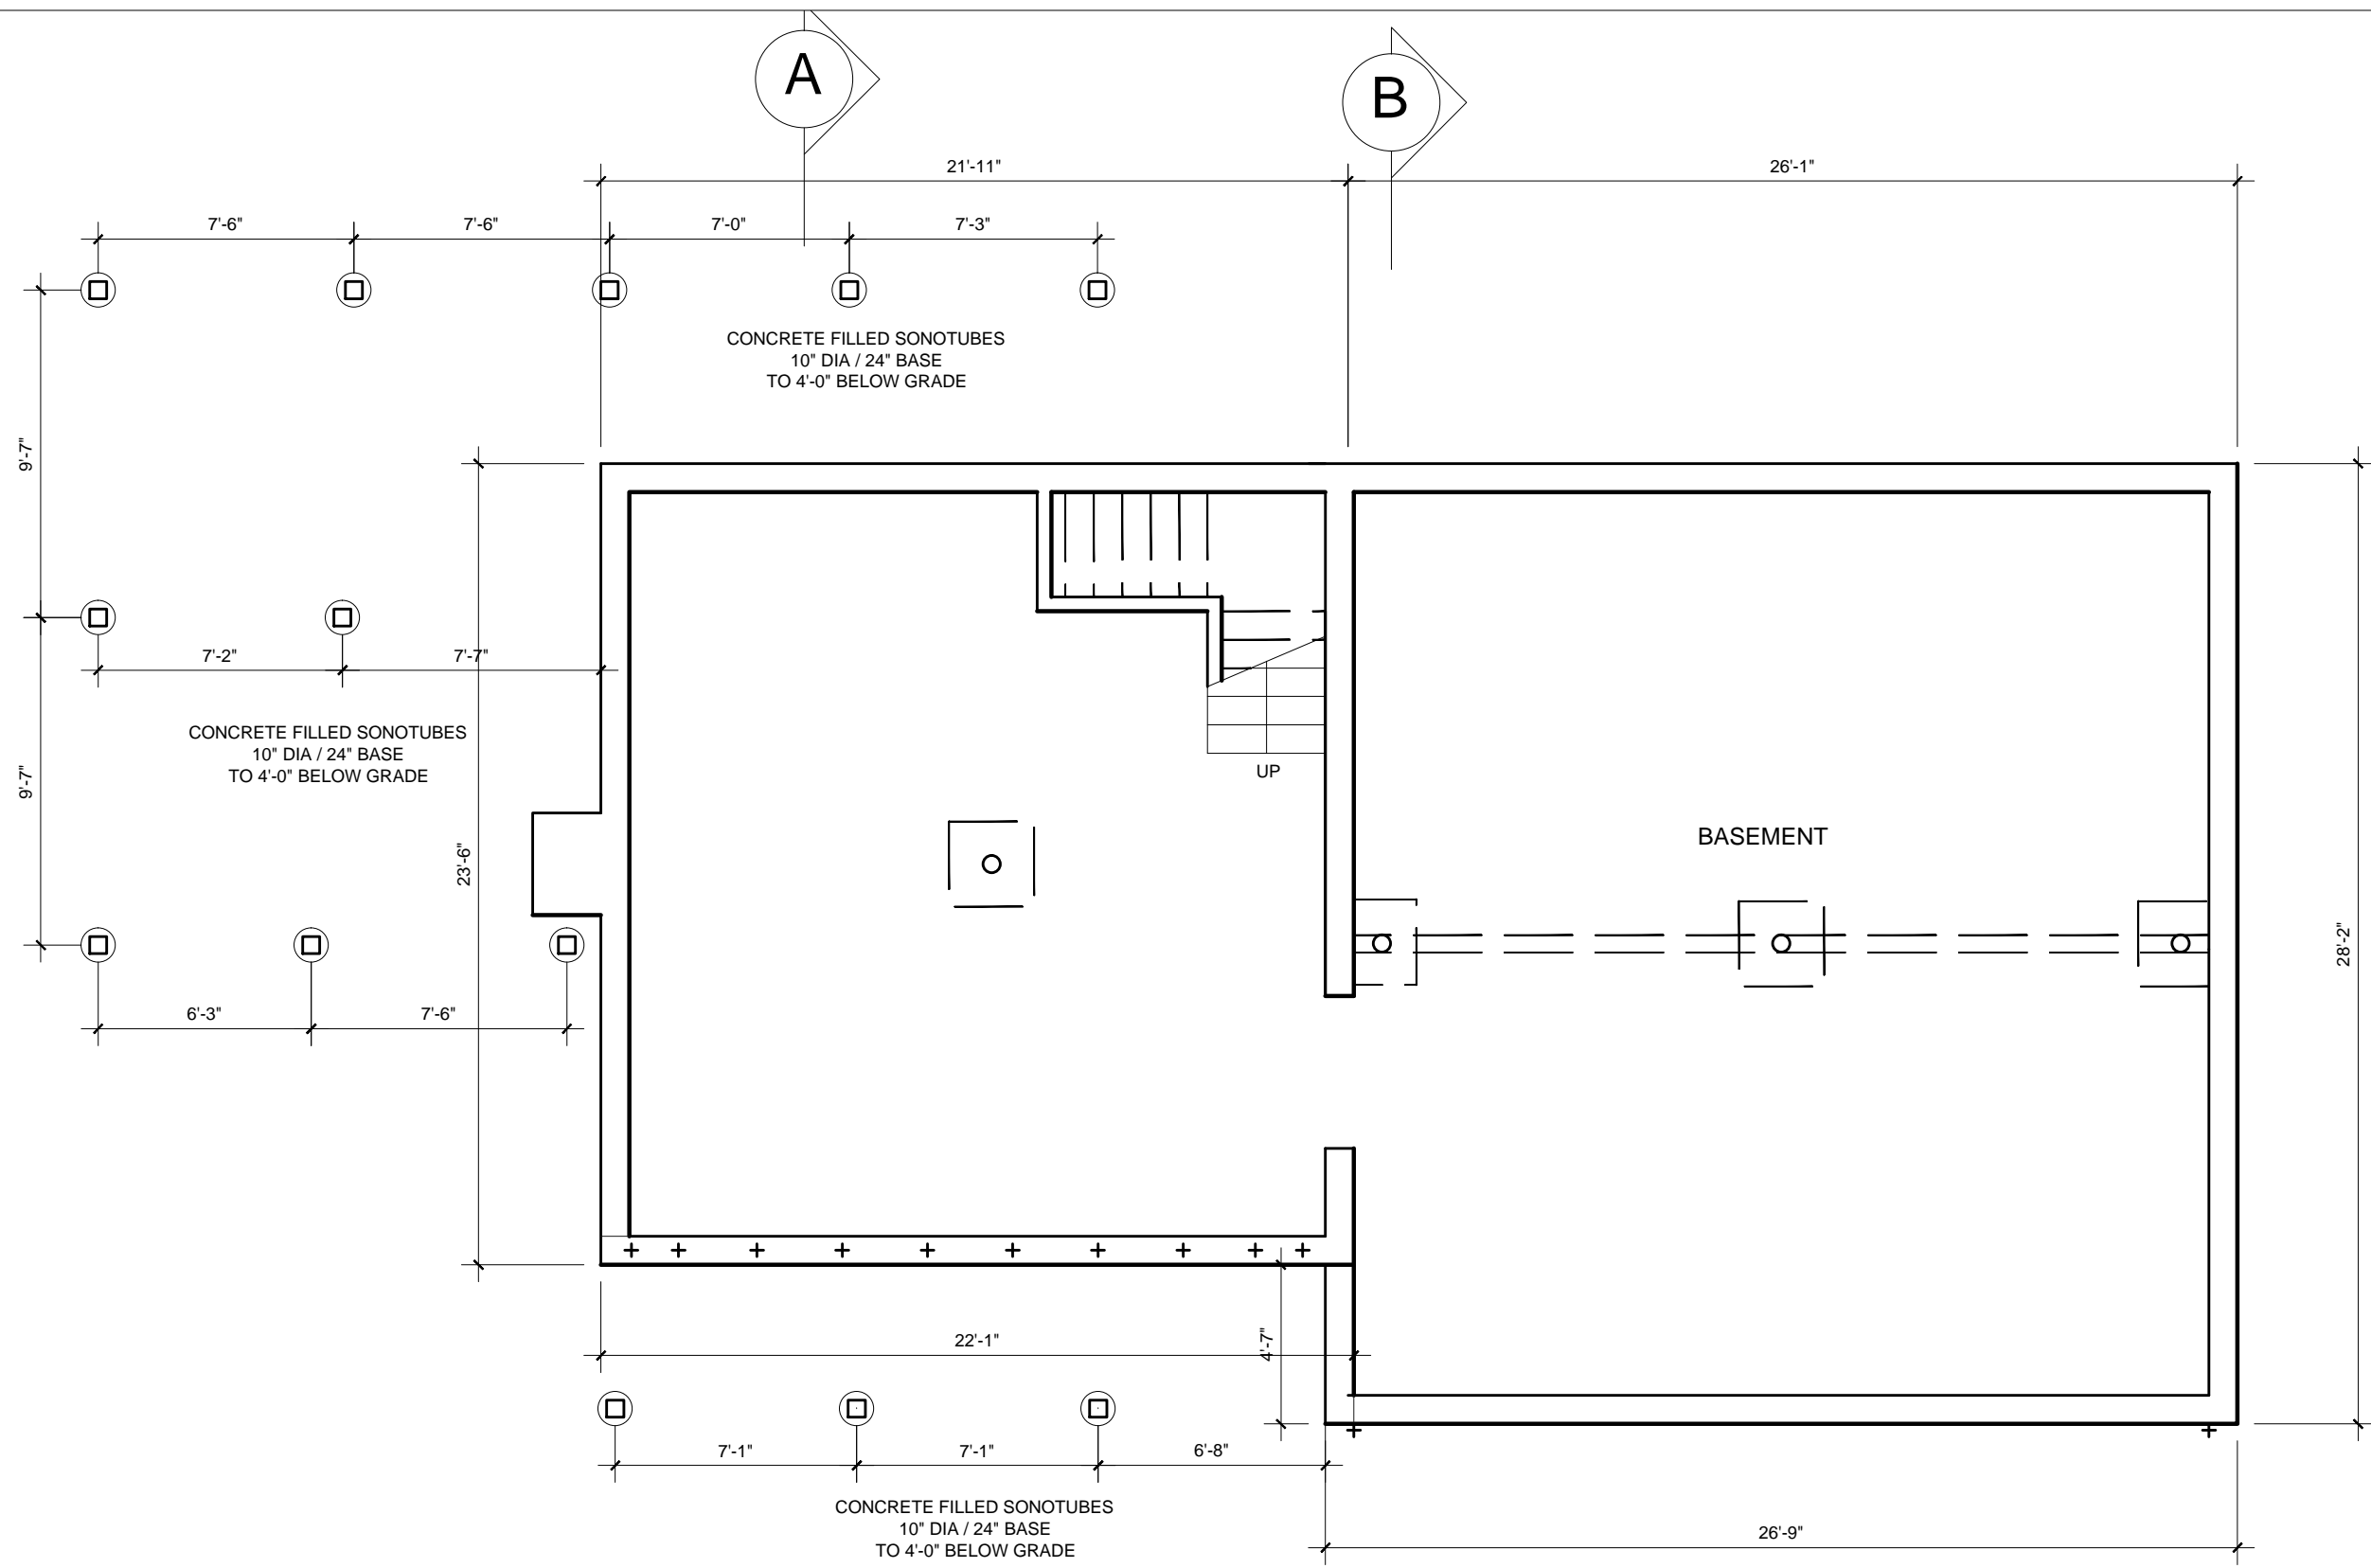 A
B
21'-11"
26'-1"
7'-6"
7'-6"
7'-0"
7'-3"
CONCRETE FILLED SONOTUBES
10" DIA / 24" BASE
TO 4'-0" BELOW GRADE
9'-7"
7'-2"
7'-7"
CONCRETE FILLED SONOTUBES
10" DIA / 24" BASE
TO 4'-0" BELOW GRADE
9'-7"
UP
BASEMENT
23'-6"
28'-2"
6'-3"
7'-6"
22'-1"
4'-7"
7'-1"
7'-1"
6'-8"
CONCRETE FILLED SONOTUBES
10" DIA / 24" BASE
TO 4'-0" BELOW GRADE
26'-9"